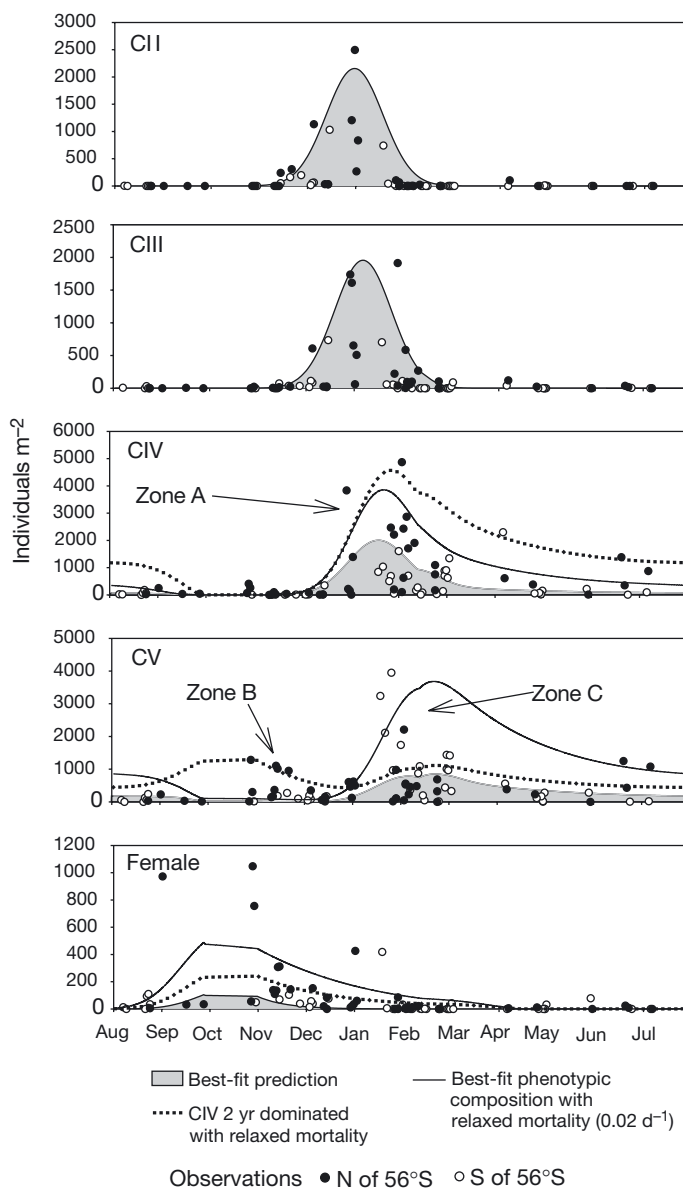 3000
CII
2500
2000
1500
1000
500
0
2500
CIII
2000
1500
1000
500
0
Individuals m⁻²
6000
CIV
5000
Zone A
4000
3000
2000
1000
0
5000
CV
4000
Zone B
Zone C
3000
2000
1000
0
1200
Female
1000
800
600
400
200
0
Aug Sep Oct Nov Dec Jan Feb Mar Apr May Jun Jul
Best-fit prediction
Best-fit phenotypic
composition with
relaxed mortality (0.02 d⁻¹)
CIV 2 yr dominated
with relaxed mortality
Observations N of 56°S S of 56°S